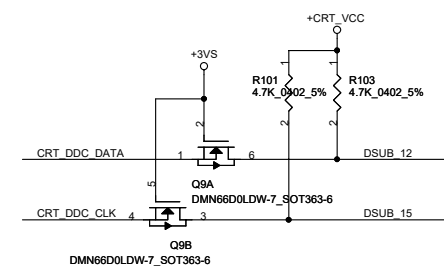 +CRT_VCC
+3VS
1
1
R101
4.7K_0402_5%
R103
4.7K_0402_5%
2
2
2
CRT_DDC_DATA
1
6
DSUB_12
Q9A
DMN66D0LDW-7_SOT363-6
5
CRT_DDC_CLK
4
3
DSUB_15
Q9B
DMN66D0LDW-7_SOT363-6